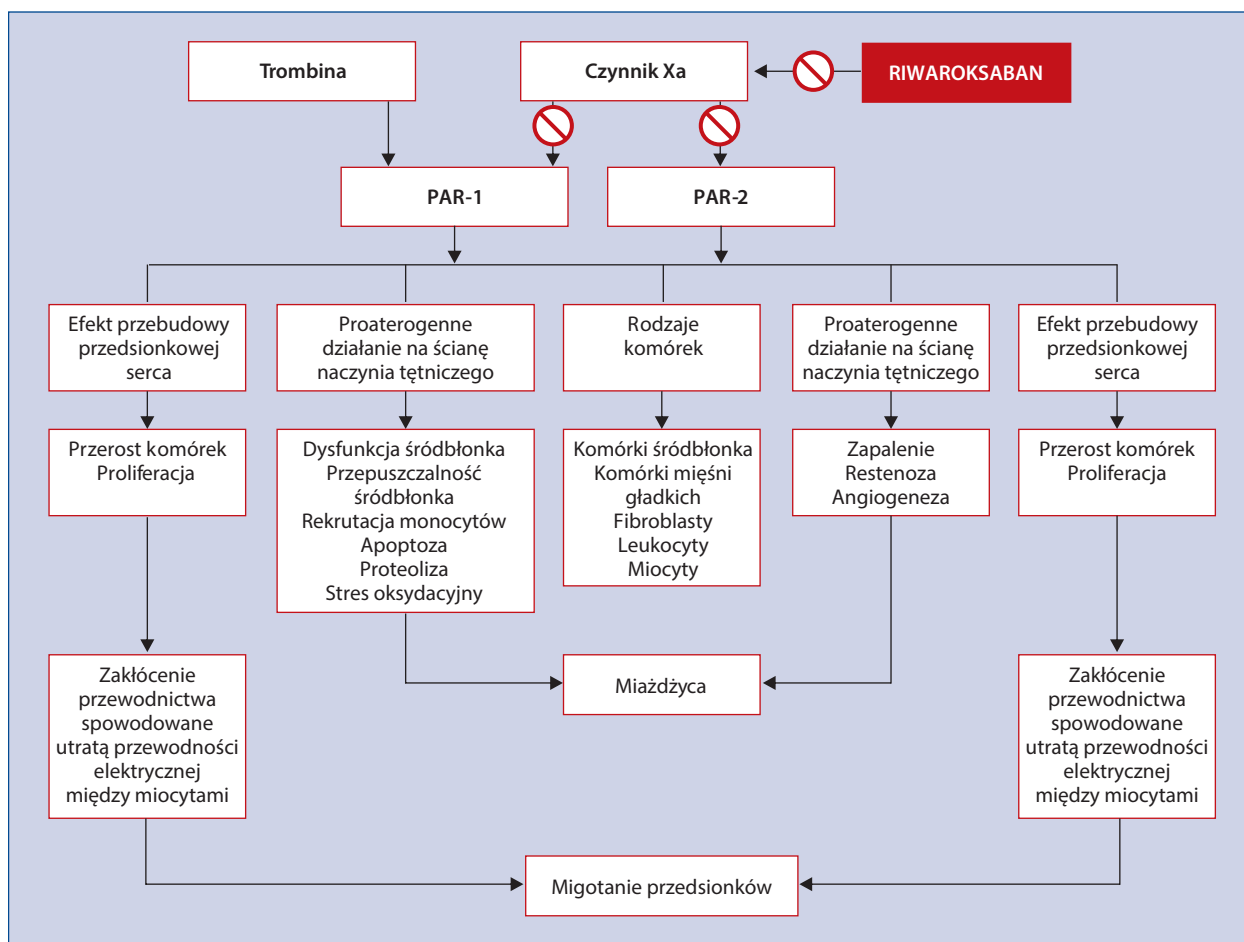 Trombina
Czynnik Xa
RIWAROKSABAN
PAR-1
PAR-2
Efekt przebudowy
przedsionkowej
serca
Proaterogenne
działanie na ścianę
naczynia tętniczego
Rodzaje
komórek
Proaterogenne
działanie na ścianę
naczynia tętniczego
Efekt przebudowy
przedsionkowej
serca
Przerost komórek
Proliferacja
Dysfunkcja śródbłonka
Przepuszczalność
śródbłonka
Rekrutacja monocytów
Apoptoza
Proteoliza
Stres oksydacyjny
Komórki śródbłonka
Komórki mięśni
gładkich
Fibroblasty
Leukocyty
Miocyty
Zapalenie
Restenoza
Angiogeneza
Przerost komórek
Proliferacja
Zakłócenie
przewodnictwa
spowodowane
utratą przewodności
elektrycznej
między miocytami
Miażdżyca
Zakłócenie
przewodnictwa
spowodowane
utratą przewodności
elektrycznej
między miocytami
Migotanie przedsionków